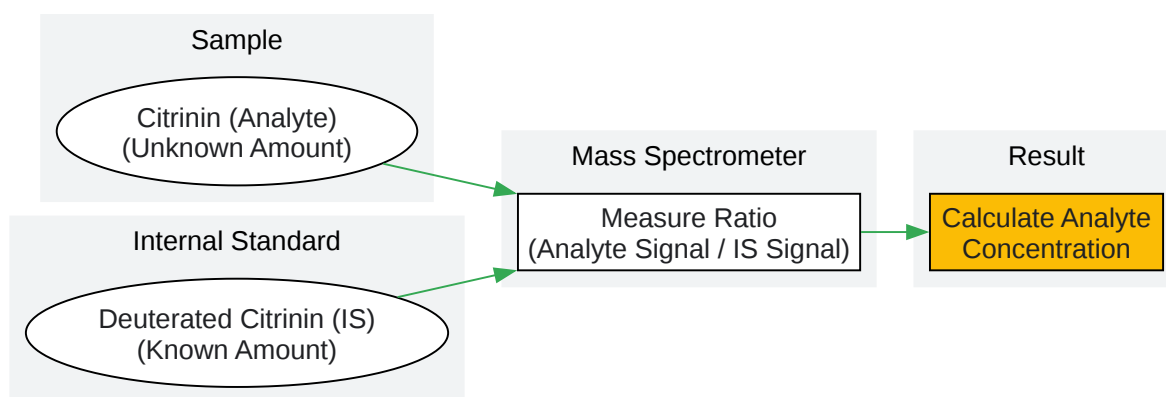 Sample
Citrinin (Analyte)
(Unknown Amount)
Internal Standard
Deuterated Citrinin (IS)
(Known Amount)
Mass Spectrometer
Measure Ratio
(Analyte Signal / IS Signal)
Result
Calculate Analyte
Concentration